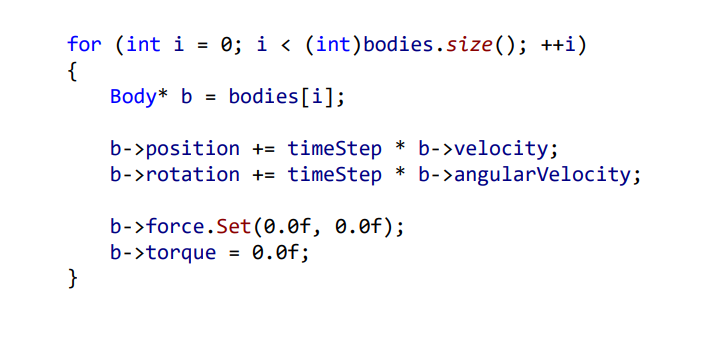 for (int i = 0; i < (int)bodies.size(); ++i)
{
    Body* b = bodies[i];

    b->position += timeStep * b->velocity;
    b->rotation += timeStep * b->angularVelocity;

    b->force.Set(0.0f, 0.0f);
    b->torque = 0.0f;
}